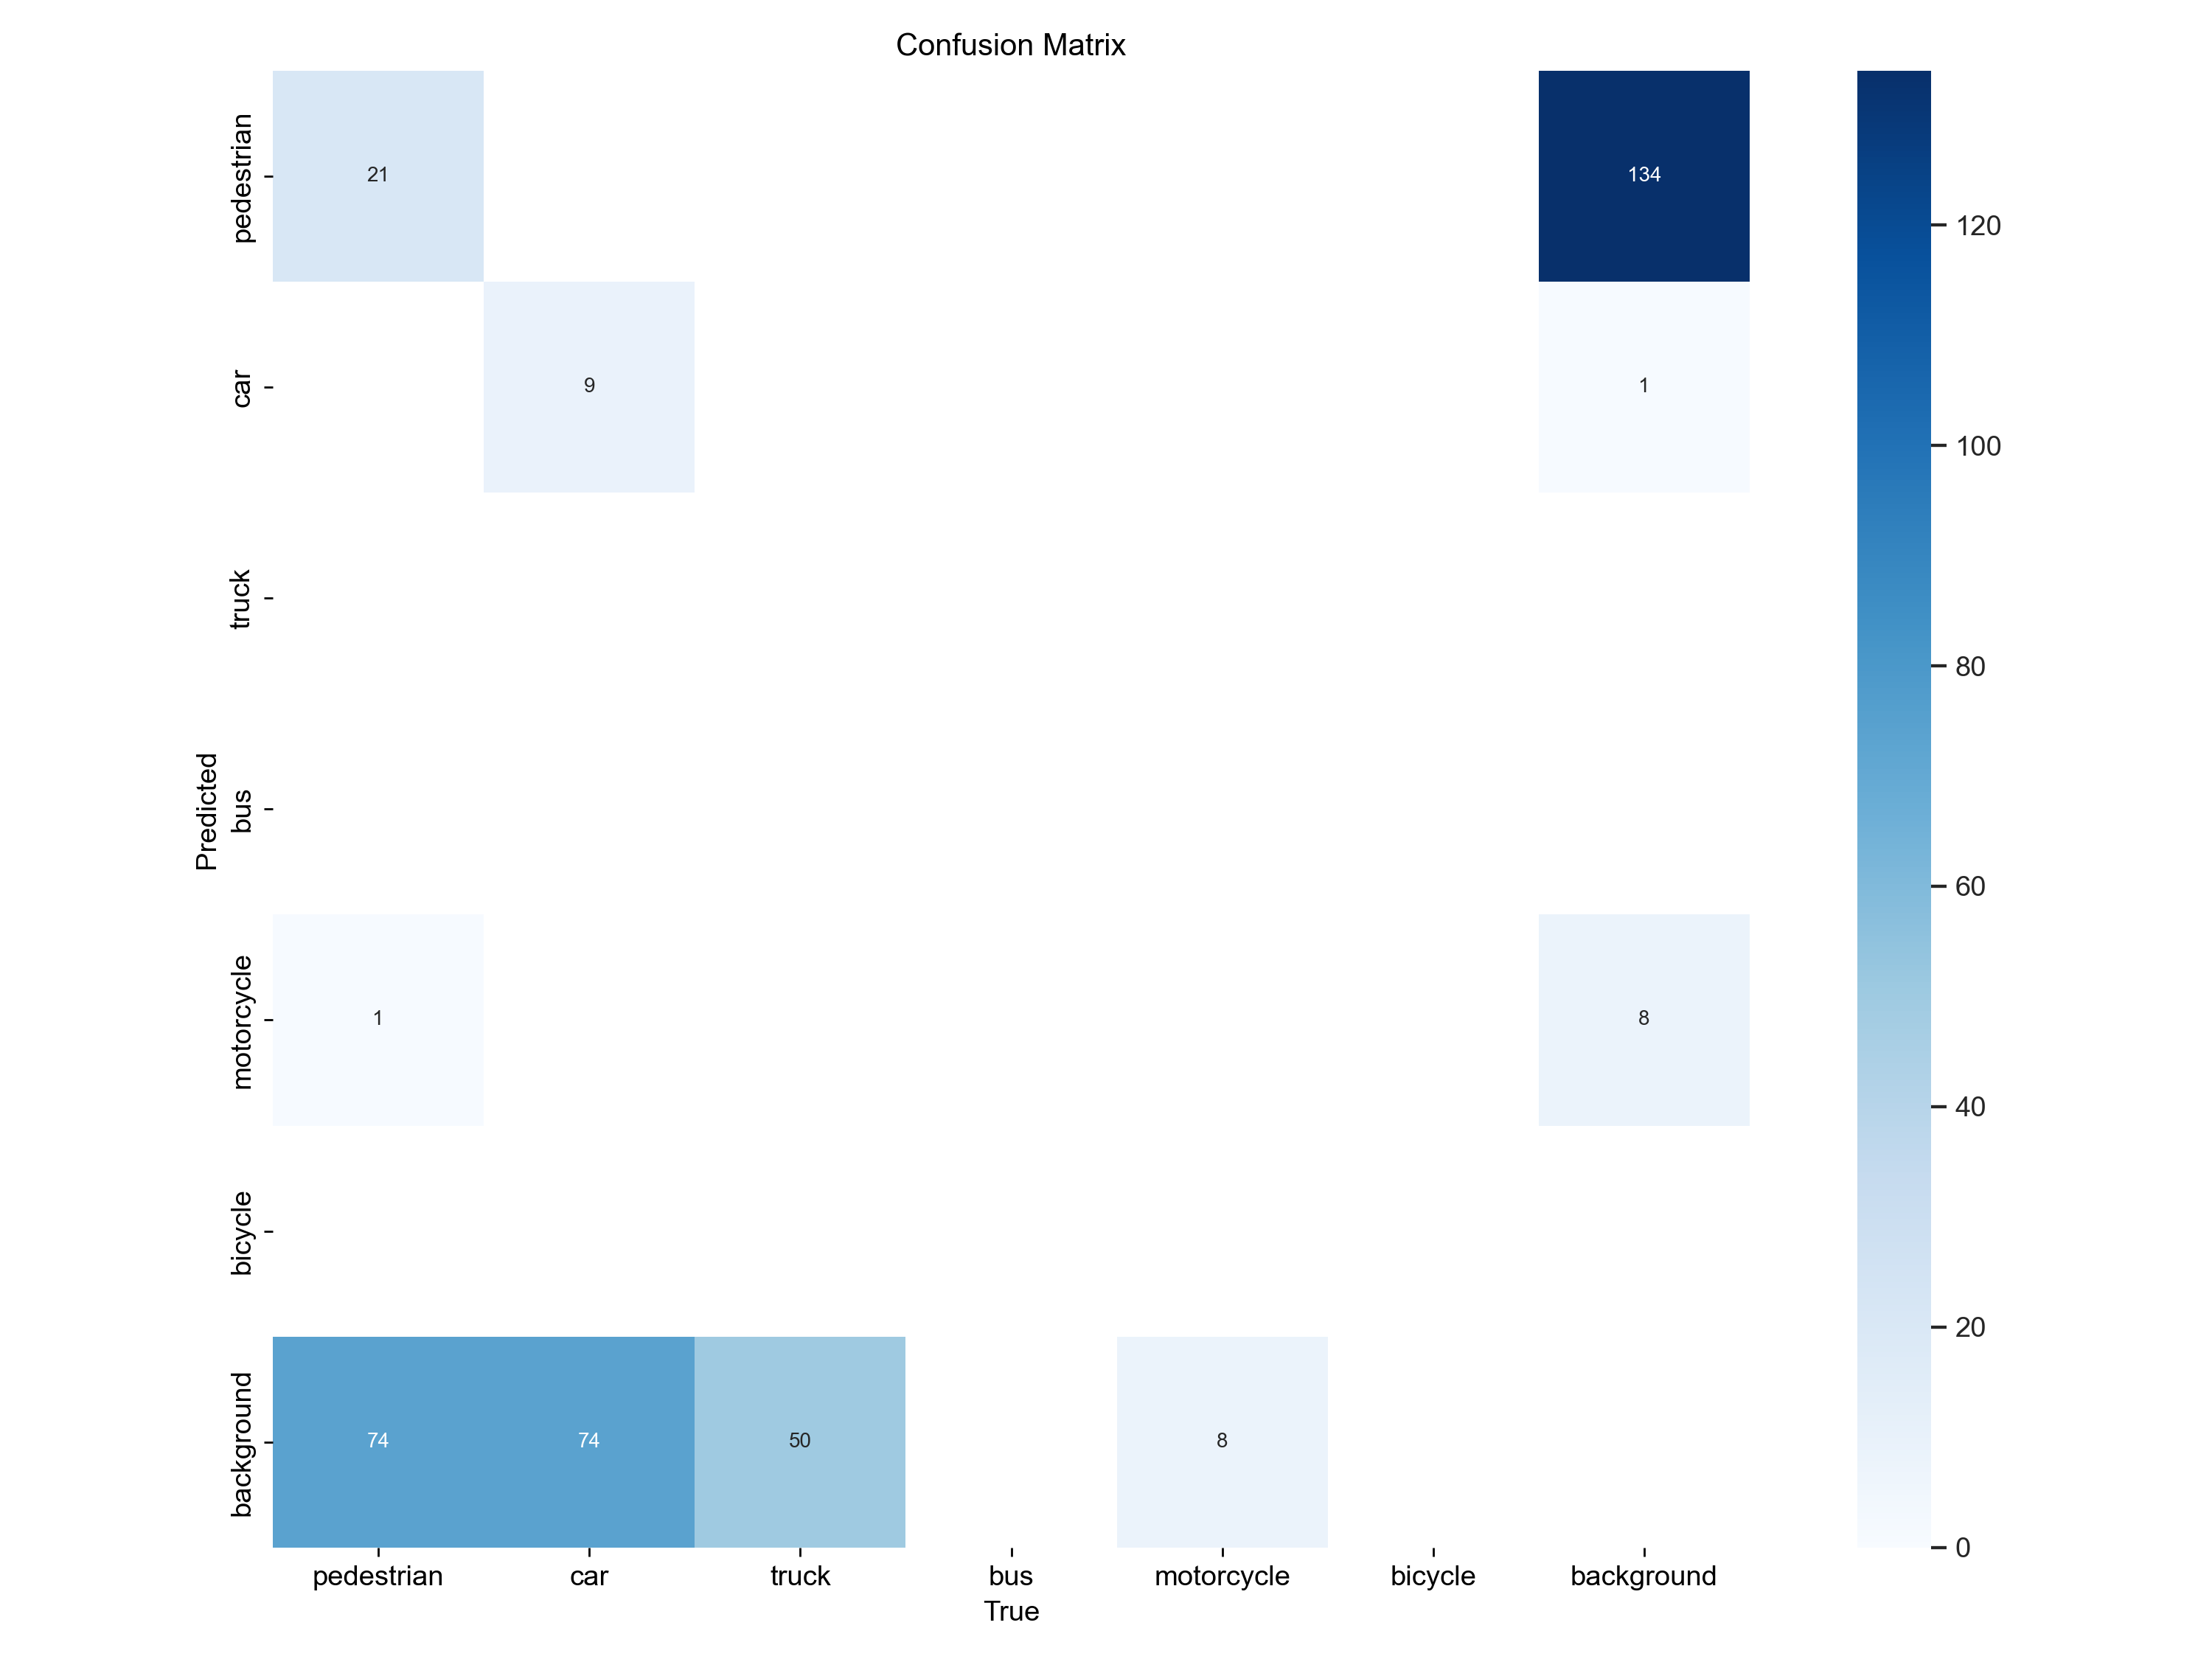 Confusion Matrix
pedestrian
21
134
120
car
9
1
100
truck
80
Predicted
bus
60
motorcycle
1
8
40
bicycle
20
background
74
74
50
8
0
pedestrian
car
truck
bus
motorcycle
bicycle
background
True